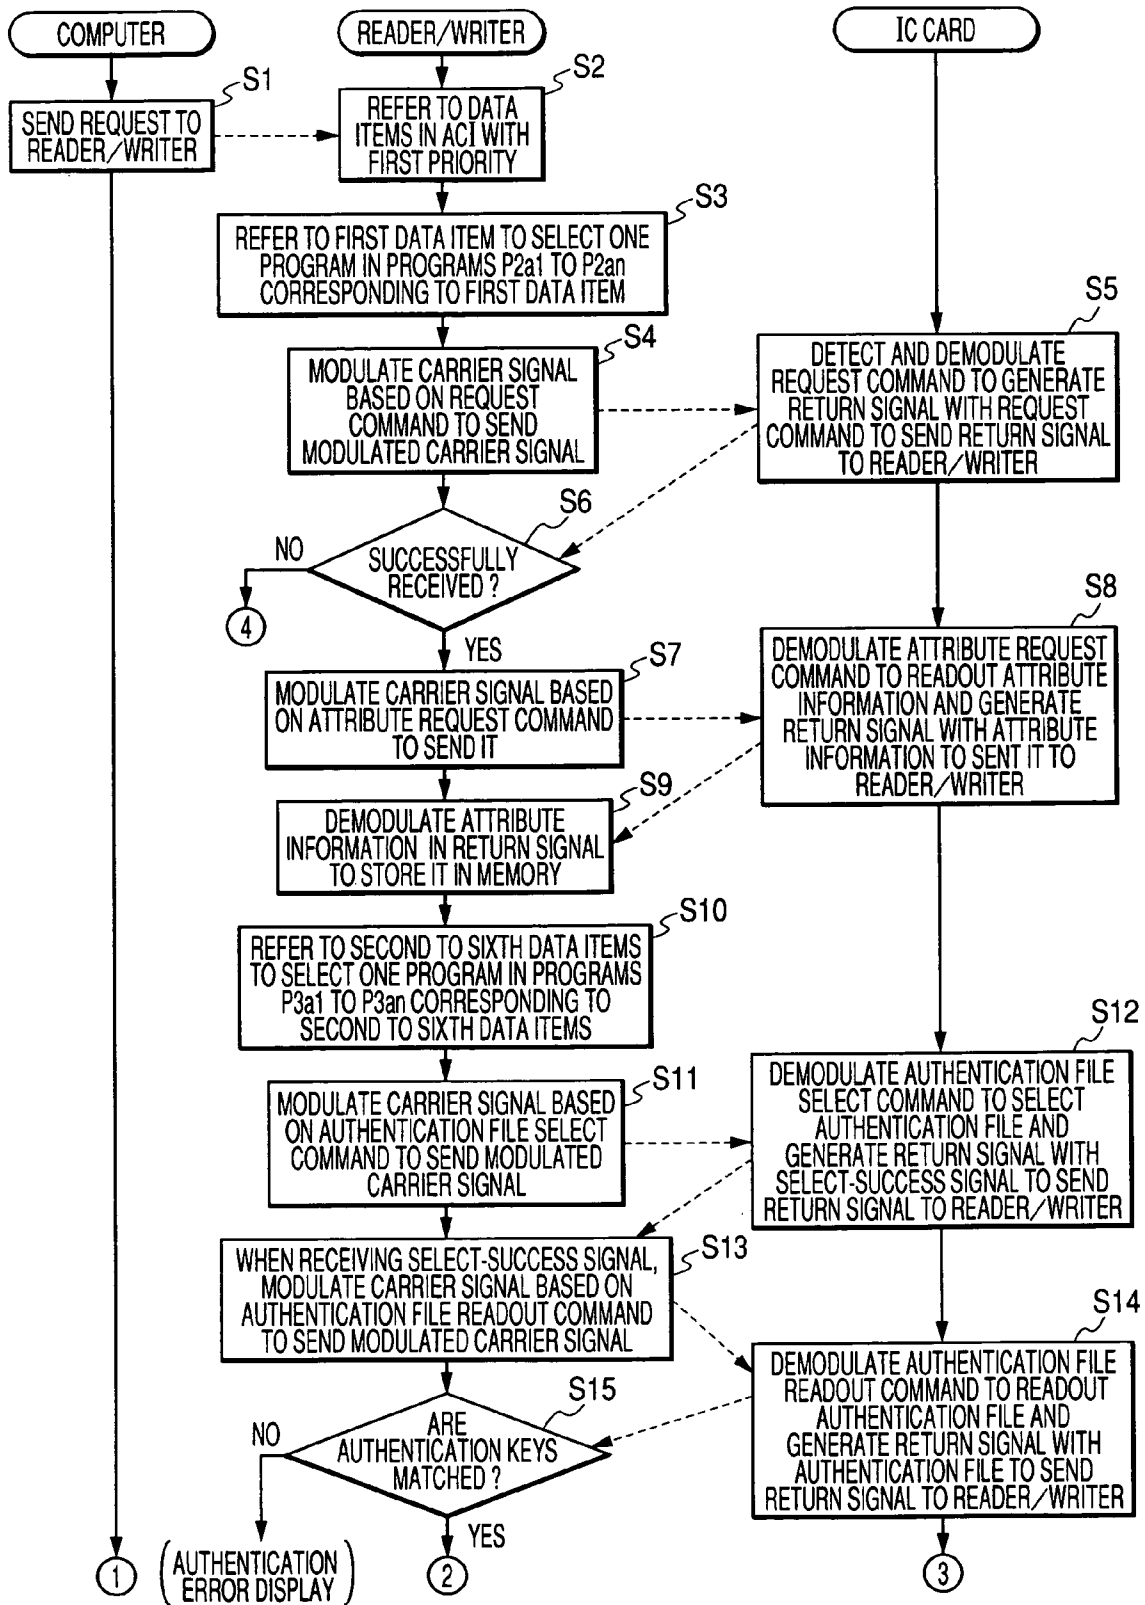 COMPUTER
READER/WRITER
IC CARD
S1
SEND REQUEST TO
READER/WRITER
S2
REFER TO DATA
ITEMS IN ACI WITH
FIRST PRIORITY
S3
REFER TO FIRST DATA ITEM TO SELECT ONE
PROGRAM IN PROGRAMS P2a1 TO P2an
CORRESPONDING TO FIRST DATA ITEM
S4
MODULATE CARRIER SIGNAL
BASED ON REQUEST
COMMAND TO SEND
MODULATED CARRIER SIGNAL
S5
DETECT AND DEMODULATE
REQUEST COMMAND TO GENERATE
RETURN SIGNAL WITH REQUEST
COMMAND TO SEND RETURN SIGNAL
TO READER/WRITER
S6
SUCCESSFULLY
RECEIVED ?
NO
4
YES
S7
MODULATE CARRIER SIGNAL BASED
ON ATTRIBUTE REQUEST COMMAND
TO SEND IT
S8
DEMODULATE ATTRIBUTE REQUEST
COMMAND TO READOUT ATTRIBUTE
INFORMATION AND GENERATE
RETURN SIGNAL WITH ATTRIBUTE
INFORMATION TO SENT IT TO
READER/WRITER
S9
DEMODULATE ATTRIBUTE
INFORMATION IN RETURN SIGNAL
TO STORE IT IN MEMORY
S10
REFER TO SECOND TO SIXTH DATA ITEMS
TO SELECT ONE PROGRAM IN PROGRAMS
P3a1 TO P3an CORRESPONDING TO
SECOND TO SIXTH DATA ITEMS
S11
MODULATE CARRIER SIGNAL BASED
ON AUTHENTICATION FILE SELECT
COMMAND TO SEND MODULATED
CARRIER SIGNAL
S12
DEMODULATE AUTHENTICATION FILE
SELECT COMMAND TO SELECT
AUTHENTICATION FILE AND
GENERATE RETURN SIGNAL WITH
SELECT-SUCCESS SIGNAL TO SEND
RETURN SIGNAL TO READER/WRITER
S13
WHEN RECEIVING SELECT-SUCCESS SIGNAL,
MODULATE CARRIER SIGNAL BASED ON
AUTHENTICATION FILE READOUT COMMAND
TO SEND MODULATED CARRIER SIGNAL
S14
DEMODULATE AUTHENTICATION FILE
READOUT COMMAND TO READOUT
AUTHENTICATION FILE AND
GENERATE RETURN SIGNAL WITH
AUTHENTICATION FILE TO SEND
RETURN SIGNAL TO READER/WRITER
S15
ARE
AUTHENTICATION KEYS
MATCHED ?
NO
YES
1
(AUTHENTICATION
ERROR DISPLAY)
2
3